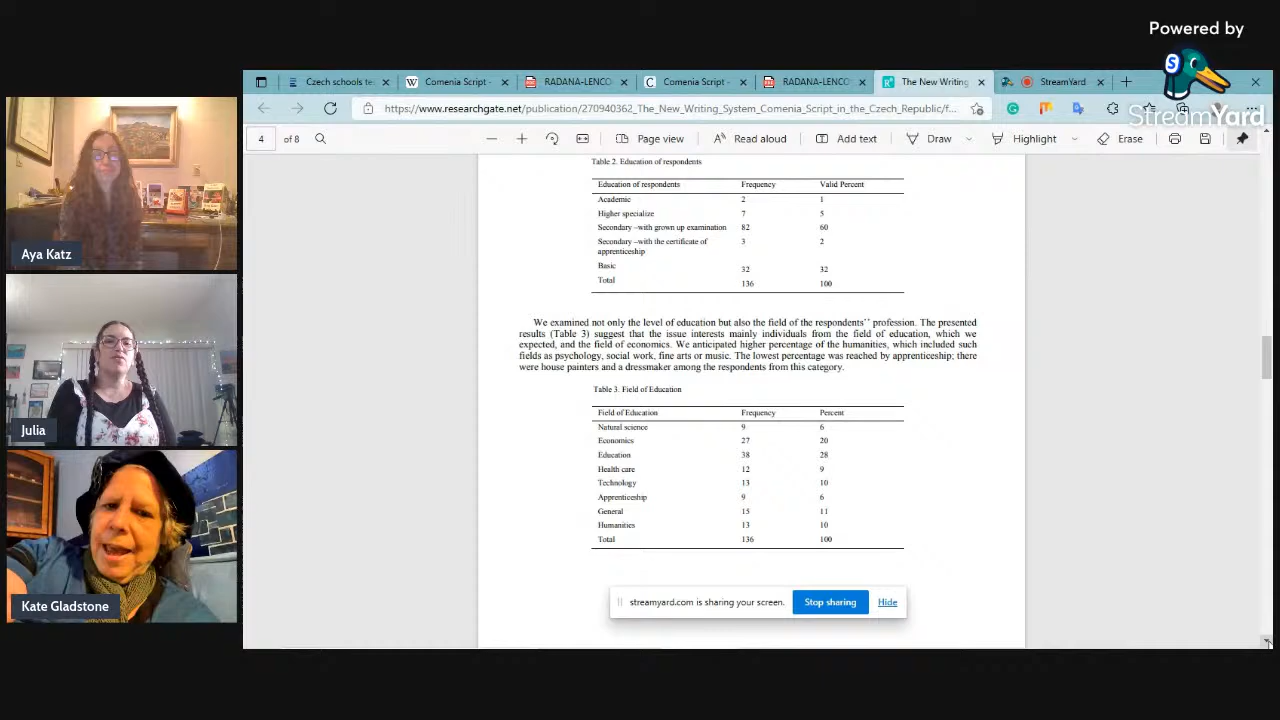 Powered by
StreamYard
Czech schools te
Comenia Script -
RADANA-LENCO
Comenia Script -
RADANA-LENCO
The New Writing
StreamYard
https://www.researchgate.net/publication/270940362_The_New_Writing_System_Comenia_Script_in_the_Czech_Republic/f...
4 of 8
Page view
Read aloud
Add text
Draw
Highlight
Erase
Table 2. Education of respondents
Education of respondents Frequency Valid Percent
Academic 2 1
Higher specialize 7 5
Secondary –with grown up examination 82 60
Secondary –with the certificate of 3 2
apprenticeship
Basic 32 32
Total 136 100
We examined not only the level of education but also the field of the respondents'' profession. The presented
results (Table 3) suggest that the issue interests mainly individuals from the field of education, which we
expected, and the field of economics. We anticipated higher percentage of the humanities, which included such
fields as psychology, social work, fine arts or music. The lowest percentage was reached by apprenticeship; there
were house painters and a dressmaker among the respondents from this category.
Table 3. Field of Education
Field of Education Frequency Percent
Natural science 9 6
Economics 27 20
Education 38 28
Health care 12 9
Technology 13 10
Apprenticeship 9 6
General 15 11
Humanities 13 10
Total 136 100
streamyard.com is sharing your screen.
Stop sharing
Hide
Aya Katz
Julia
Kate Gladstone